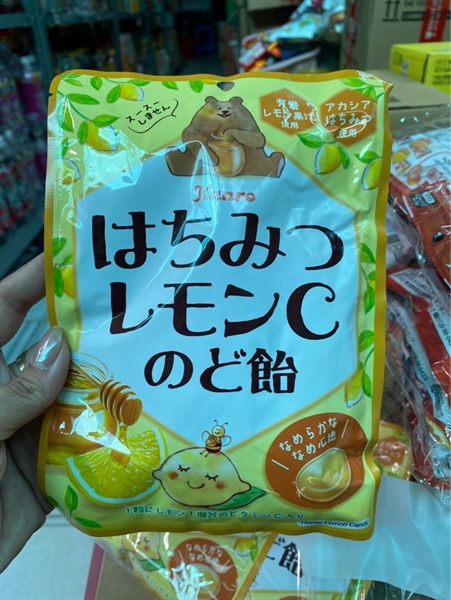 スースー
しません
有機
レモン果汁
使用
アカシア
はちみつ
使用
Kanro
はちみつ
レモンC
のど飴
なめらかな
なめ心地
1粒にレモン1個分のビタミンC入り
Honey Lemon Candy